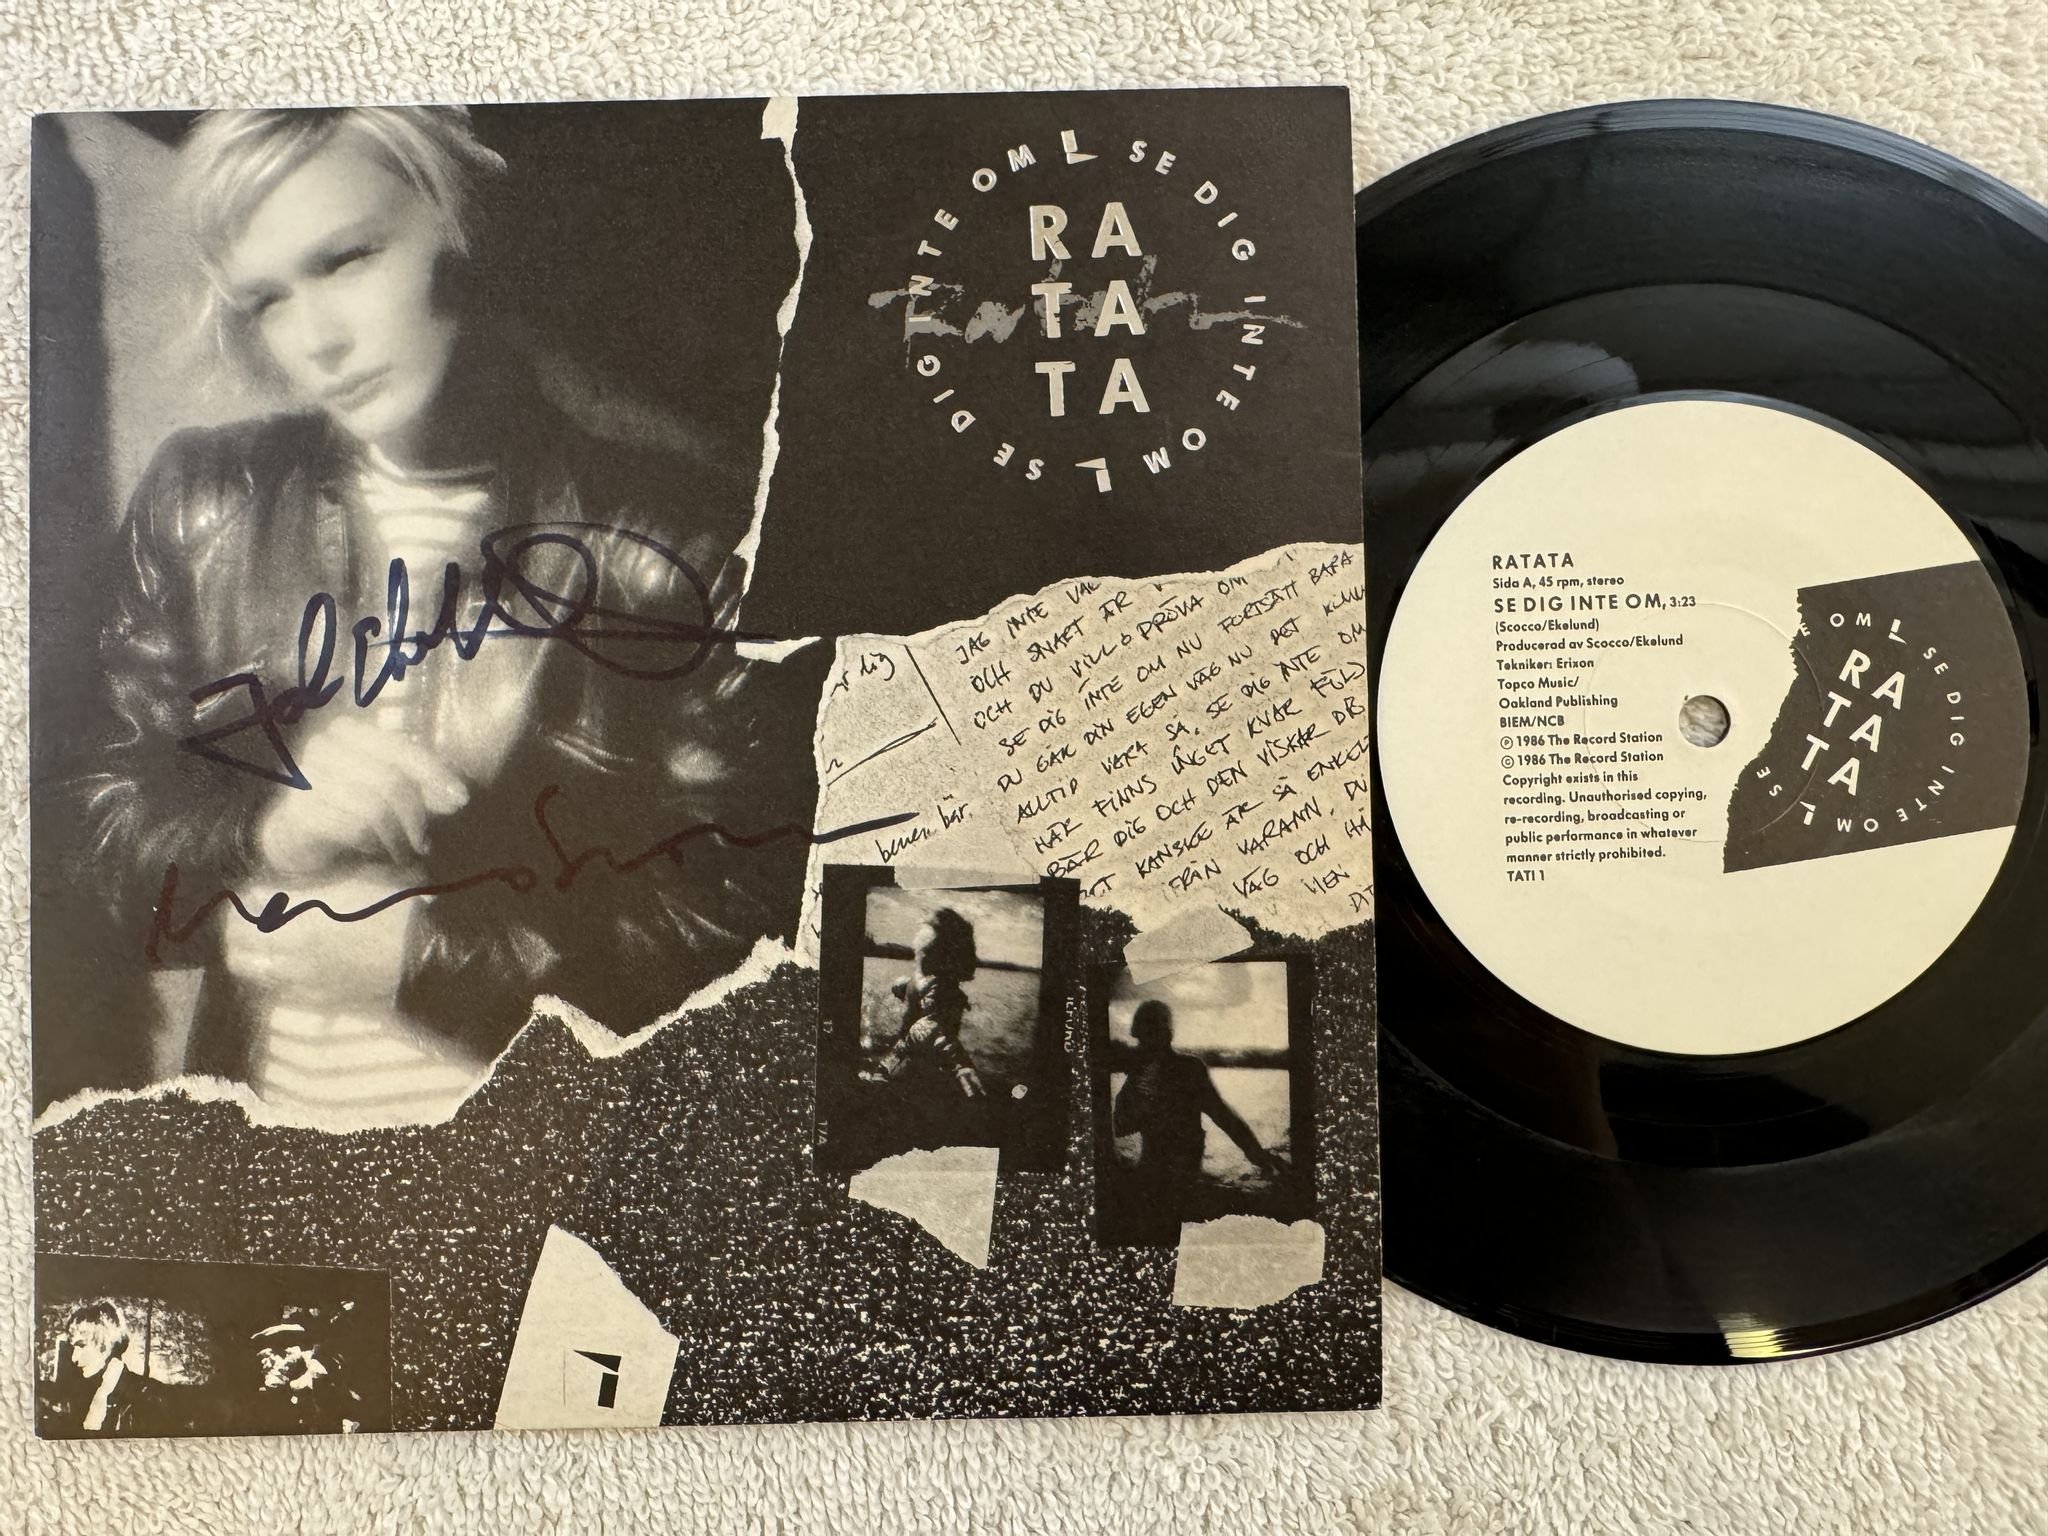 SE DIG INTE OM
SE DIG INTE OM
RA
TA
TA
JAG INTE
OCH SNART ÄR
OCH DU VILL PRÖVA OM
SE DIG INTE OM NU FORTSÄTT BARA
DU GÅR DIN EGEN VÄG NU DET
ALLTID VARA SÅ. SE DIG INTE OM
HÄR FINNS INGET KVAR
BÄR DIG OCH DEN VISKAR
KANSKE ÄR SÅ ENKELT
FRÅN VARANN. DU
VÄG OCH
MEN
dig
RATATA
Sida A, 45 rpm, stereo
SE DIG INTE OM, 3:23
(Scocco/Ekelund)
Producerad av Scocco/Ekelund
Tekniker: Erixon
Topco Music/
Oakland Publishing
BIEM/NCB
Ⓟ 1986 The Record Station
© 1986 The Record Station
Copyright exists in this
recording. Unauthorised copying,
re-recording, broadcasting or
public performance in whatever
manner strictly prohibited.
TATI 1
E OM
SE DIG INTE OM
SE
RA
TA
TA